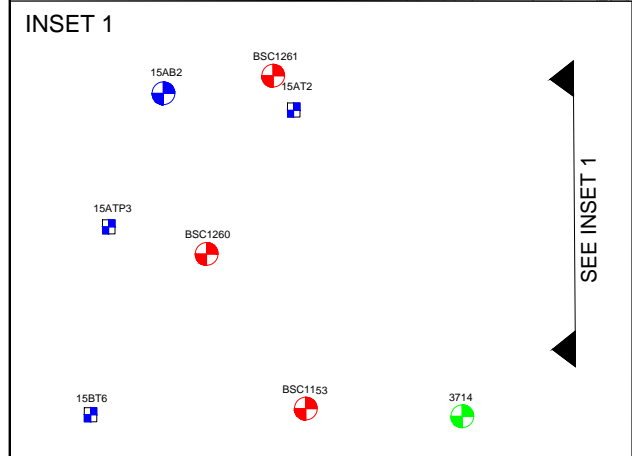 INSET 1
BSC1261
15AB2
15AT2
SEE INSET 1
15ATP3
BSC1260
BSC1153
3714
15BT6